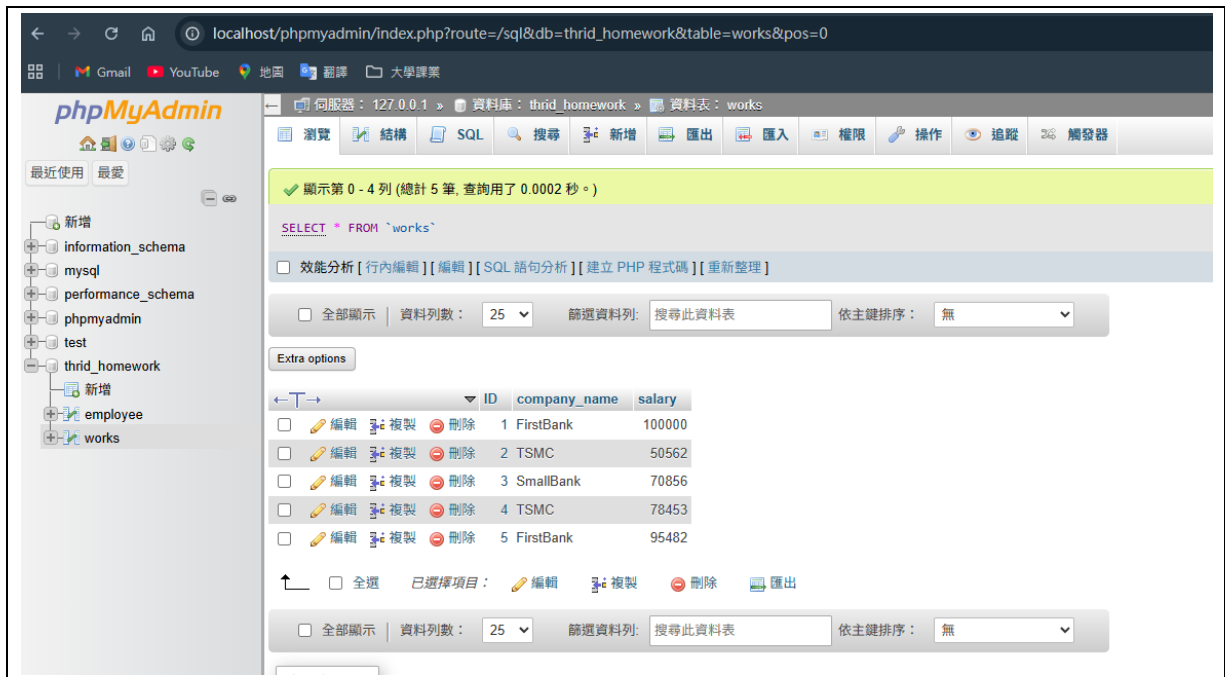 localhost/phpmyadmin/index.php?route=/sql&db=thrid_homework&table=works&pos=0
Gmail YouTube 地圖 翻譯 大學課業
phpMyAdmin
最近使用 最愛
新增
information_schema
mysql
performance_schema
phpmyadmin
test
thrid_homework
新增
employee
works
伺服器： 127.0.0.1 » 資料庫： thrid_homework » 資料表： works
瀏覽 結構 SQL 搜尋 新增 匯出 匯入 權限 操作 追蹤 觸發器
顯示第 0 - 4 列 (總計 5 筆, 查詢用了 0.0002 秒。)
SELECT * FROM `works`
效能分析 [ 行內編輯 ] [ 編輯 ] [ SQL 語句分析 ] [ 建立 PHP 程式碼 ] [ 重新整理 ]
全部顯示 | 資料列數： 25 篩選資料列: 搜尋此資料表 依主鍵排序： 無
Extra options
←T→ ▼ ID company_name salary
編輯 複製 刪除 1 FirstBank 100000
編輯 複製 刪除 2 TSMC 50562
編輯 複製 刪除 3 SmallBank 70856
編輯 複製 刪除 4 TSMC 78453
編輯 複製 刪除 5 FirstBank 95482
全選 已選擇項目： 編輯 複製 刪除 匯出
全部顯示 | 資料列數： 25 篩選資料列: 搜尋此資料表 依主鍵排序： 無